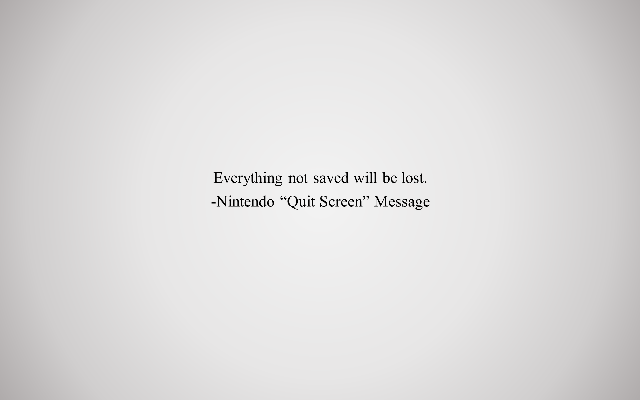 Everything not saved will be lost.
-Nintendo “Quit Screen” Message